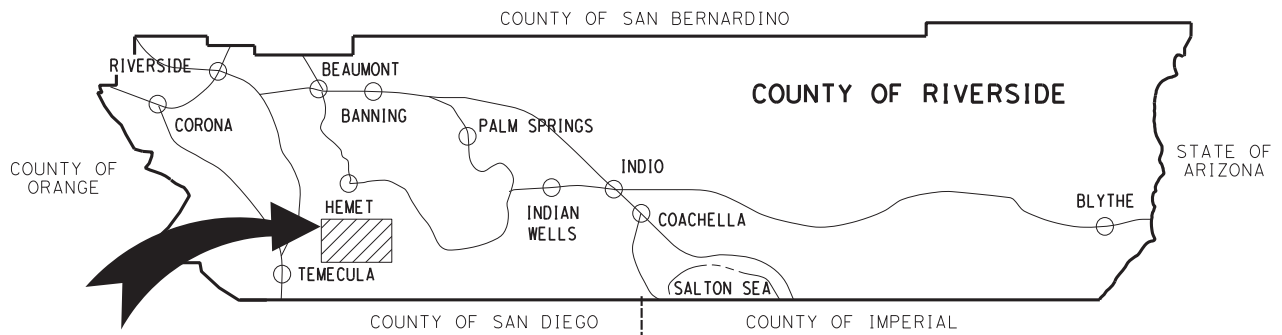 COUNTY OF SAN BERNARDINO
RIVERSIDE
BEAUMONT
COUNTY OF RIVERSIDE
BANNING
CORONA
PALM SPRINGS
COUNTY OF
ORANGE
INDIO
STATE OF
ARIZONA
HEMET
INDIAN
WELLS
COACHELLA
BLYTHE
TEMECULA
SALTON SEA
COUNTY OF SAN DIEGO
COUNTY OF IMPERIAL